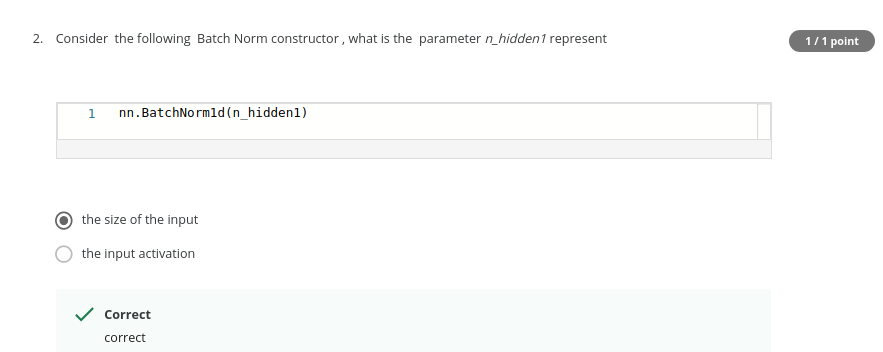 2. Consider the following Batch Norm constructor , what is the parameter n_hidden1 represent
1 / 1 point
1 nn.BatchNorm1d(n_hidden1)
the size of the input
the input activation
Correct
correct